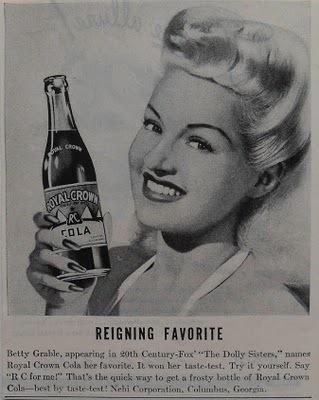 ROYAL CROWN
ROYAL CROWN
RC
COLA
REIGNING FAVORITE
Betty Grable, appearing in 20th Century-Fox' "The Dolly Sisters," names
Royal Crown Cola her favorite. It won her taste-test. Try it yourself. Say
"R C for me!" That's the quick way to get a frosty bottle of Royal Crown
Cola—best by taste-test! Nehi Corporation, Columbus, Georgia.